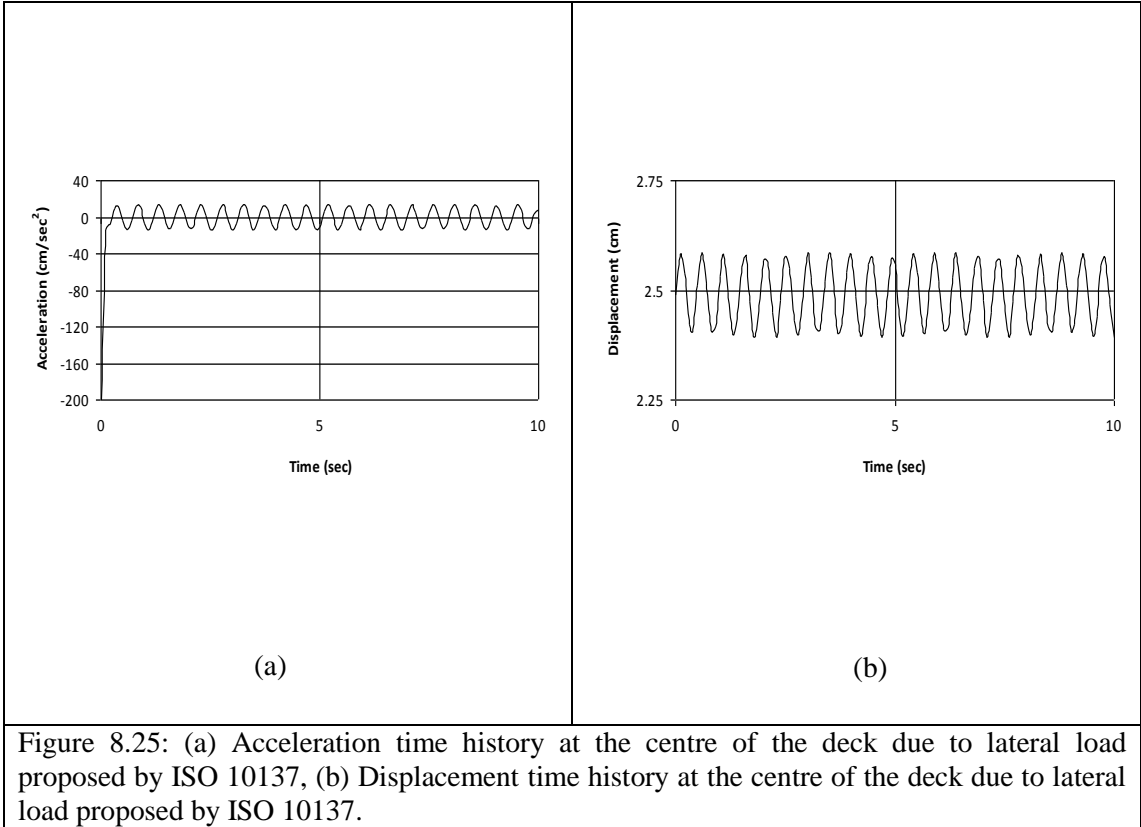 Acceleration (cm/sec²)
40
0
-40
-80
-120
-160
-200
0
5
10
Time (sec)
(a)
Displacement (cm)
2.75
2.5
2.25
0
5
10
Time (sec)
(b)
Figure 8.25: (a) Acceleration time history at the centre of the deck due to lateral load
proposed by ISO 10137, (b) Displacement time history at the centre of the deck due to lateral
load proposed by ISO 10137.